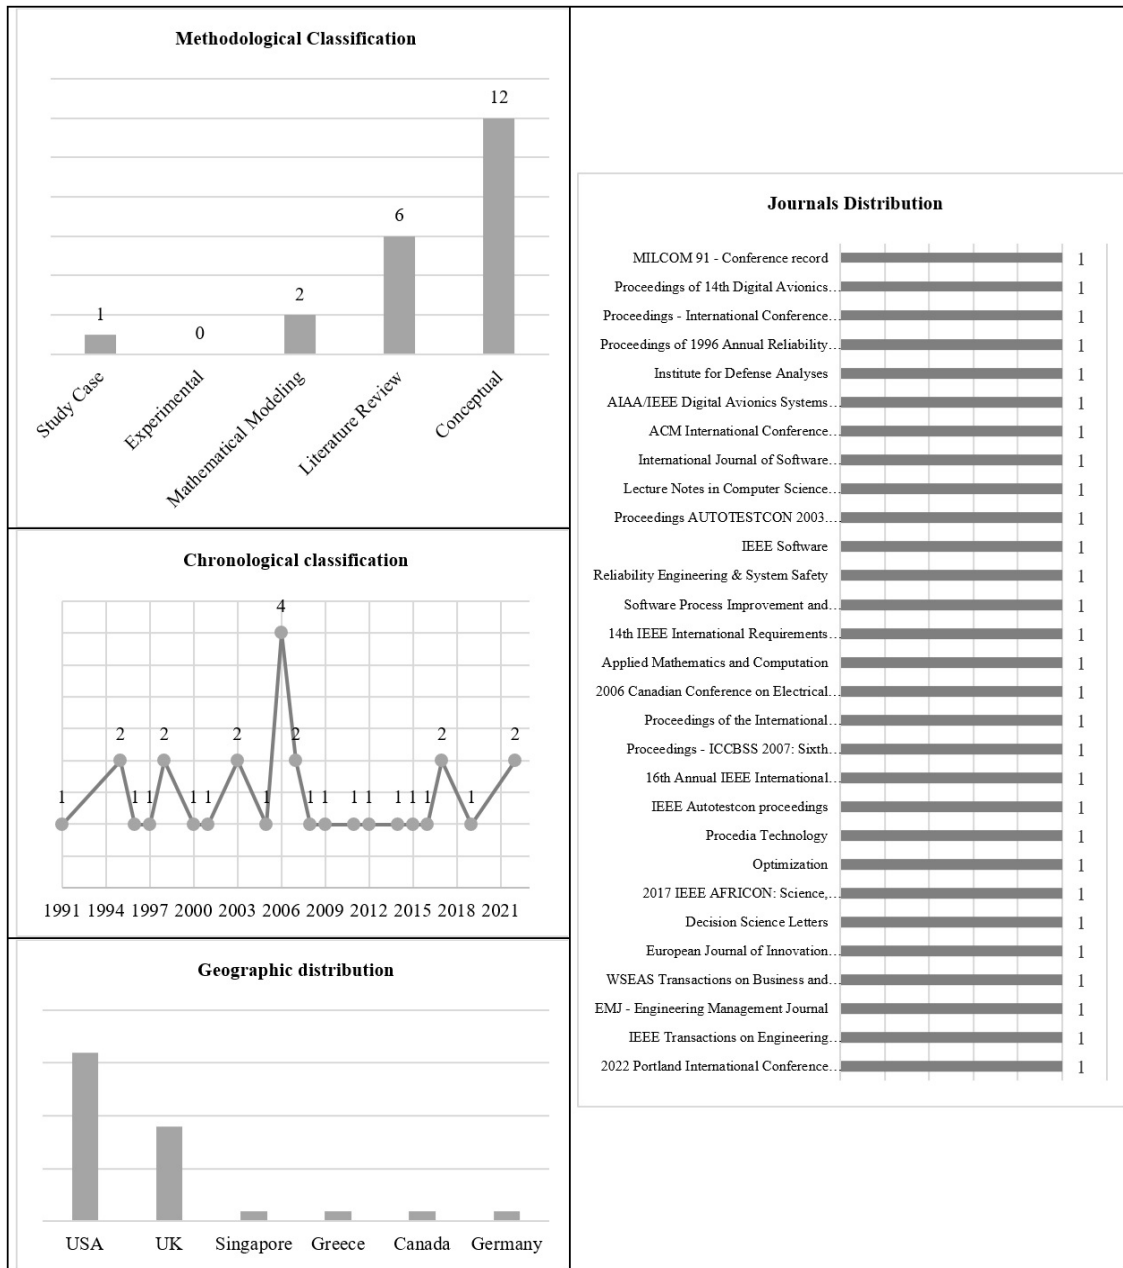 Methodological Classification
12
6
2
1
0
Study Case
Experimental
Mathematical Modeling
Literature Review
Conceptual
Chronological classification
4
2 2 2 2 2 2
1 1 1 1 1 1 1 1 1 1 1 1 1 1
1991 1994 1997 2000 2003 2006 2009 2012 2015 2018 2021
Geographic distribution
USA UK Singapore Greece Canada Germany
Journals Distribution
MILCOM 91 - Conference record 1
Proceedings of 14th Digital Avionics... 1
Proceedings - International Conference... 1
Proceedings of 1996 Annual Reliability... 1
Institute for Defense Analyses 1
AIAA/IEEE Digital Avionics Systems... 1
ACM International Conference... 1
International Journal of Software... 1
Lecture Notes in Computer Science... 1
Proceedings AUTOTESTCON 2003.... 1
IEEE Software 1
Reliability Engineering & System Safety 1
Software Process Improvement and... 1
14th IEEE International Requirements... 1
Applied Mathematics and Computation 1
2006 Canadian Conference on Electrical... 1
Proceedings of the International... 1
Proceedings - ICCBSS 2007: Sixth... 1
16th Annual IEEE International... 1
IEEE Autotestcon proceedings 1
Procedia Technology 1
Optimization 1
2017 IEEE AFRICON: Science,... 1
Decision Science Letters 1
European Journal of Innovation... 1
WSEAS Transactions on Business and... 1
EMJ - Engineering Management Journal 1
IEEE Transactions on Engineering... 1
2022 Portland International Conference... 1